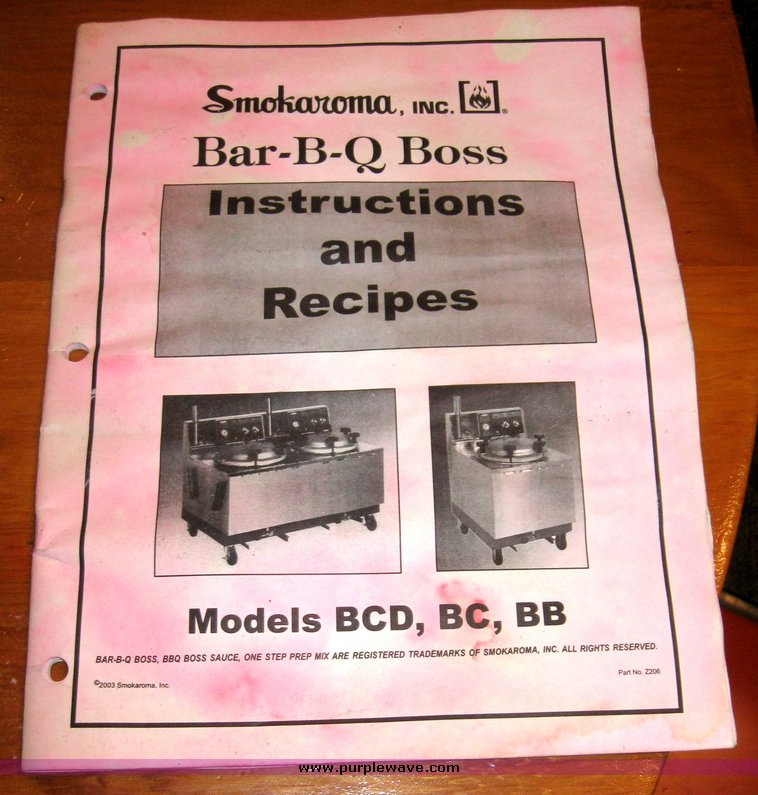 Smokaroma, INC. ®
Bar-B-Q Boss
Instructions
and
Recipes
Models BCD, BC, BB
BAR-B-Q BOSS, BBQ BOSS SAUCE, ONE STEP PREP MIX ARE REGISTERED TRADEMARKS OF SMOKAROMA, INC. ALL RIGHTS RESERVED.
Part No. Z206
©2003 Smokaroma, Inc.
www.purplewave.com